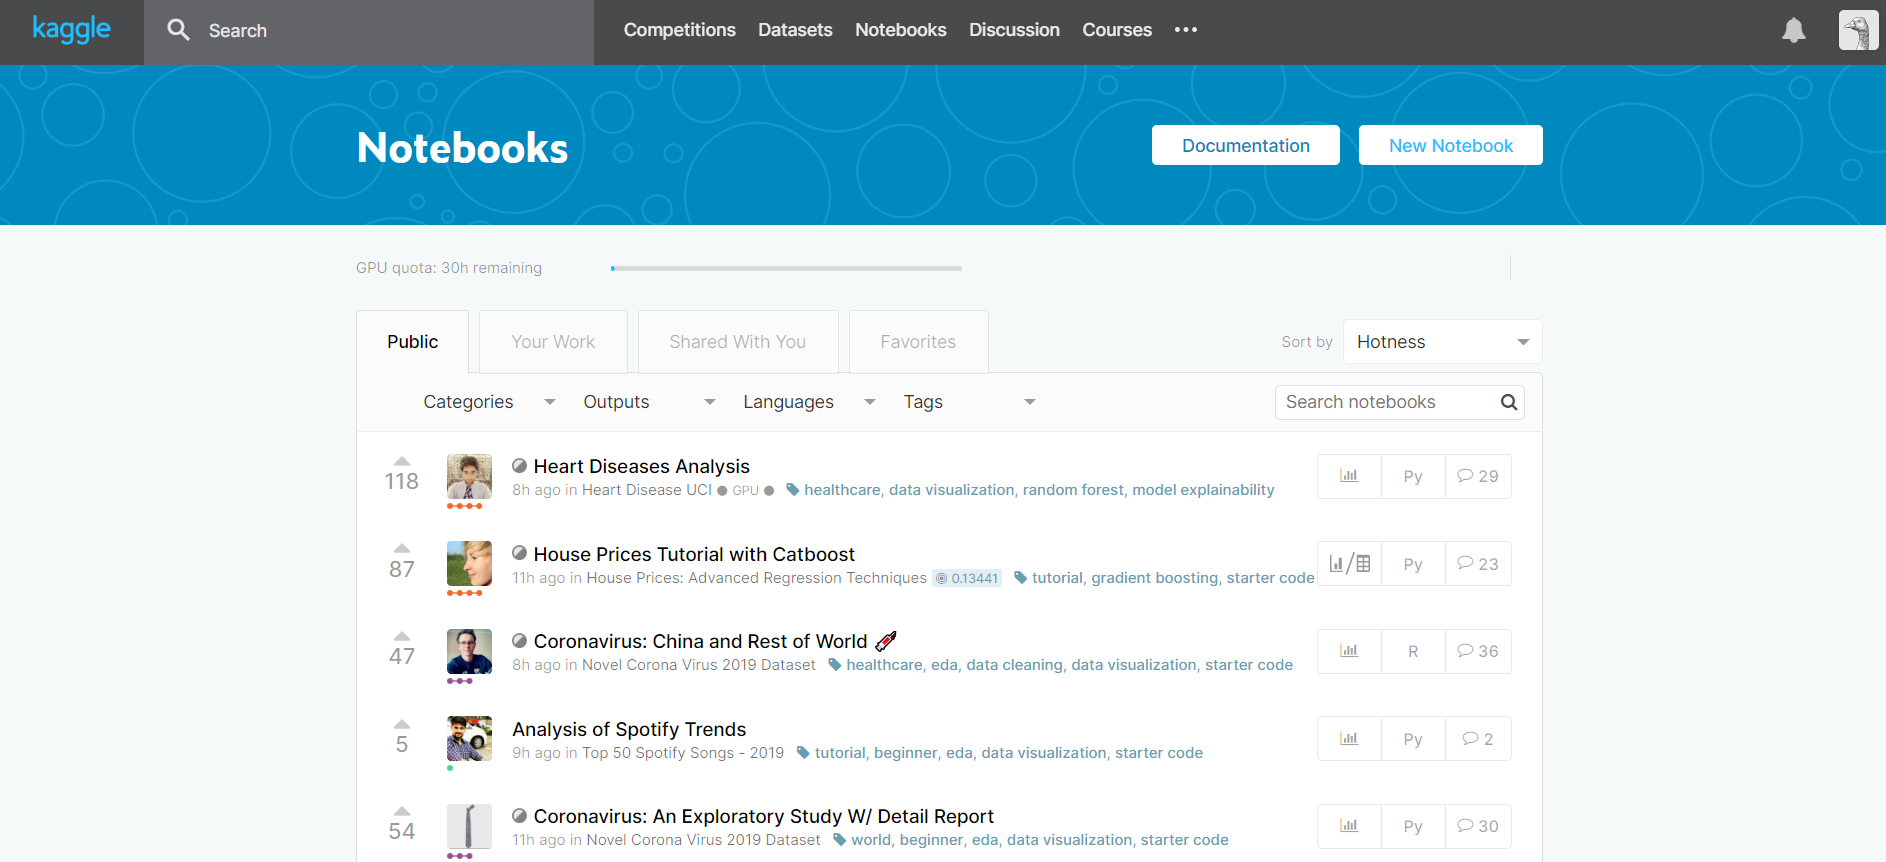 kaggle
Search
Competitions Datasets Notebooks Discussion Courses
Notebooks
Documentation
New Notebook
GPU quota: 30h remaining
Public
Your Work
Shared With You
Favorites
Sort by Hotness
Categories
Outputs
Languages
Tags
Search notebooks
118
Heart Diseases Analysis
8h ago in Heart Disease UCI ● GPU ● healthcare, data visualization, random forest, model explainability
Py
29
87
House Prices Tutorial with Catboost
11h ago in House Prices: Advanced Regression Techniques 0.13441 tutorial, gradient boosting, starter code
Py
23
47
Coronavirus: China and Rest of World
8h ago in Novel Corona Virus 2019 Dataset healthcare, eda, data cleaning, data visualization, starter code
R
36
5
Analysis of Spotify Trends
9h ago in Top 50 Spotify Songs - 2019 tutorial, beginner, eda, data visualization, starter code
Py
2
54
Coronavirus: An Exploratory Study W/ Detail Report
11h ago in Novel Corona Virus 2019 Dataset world, beginner, eda, data visualization, starter code
Py
30